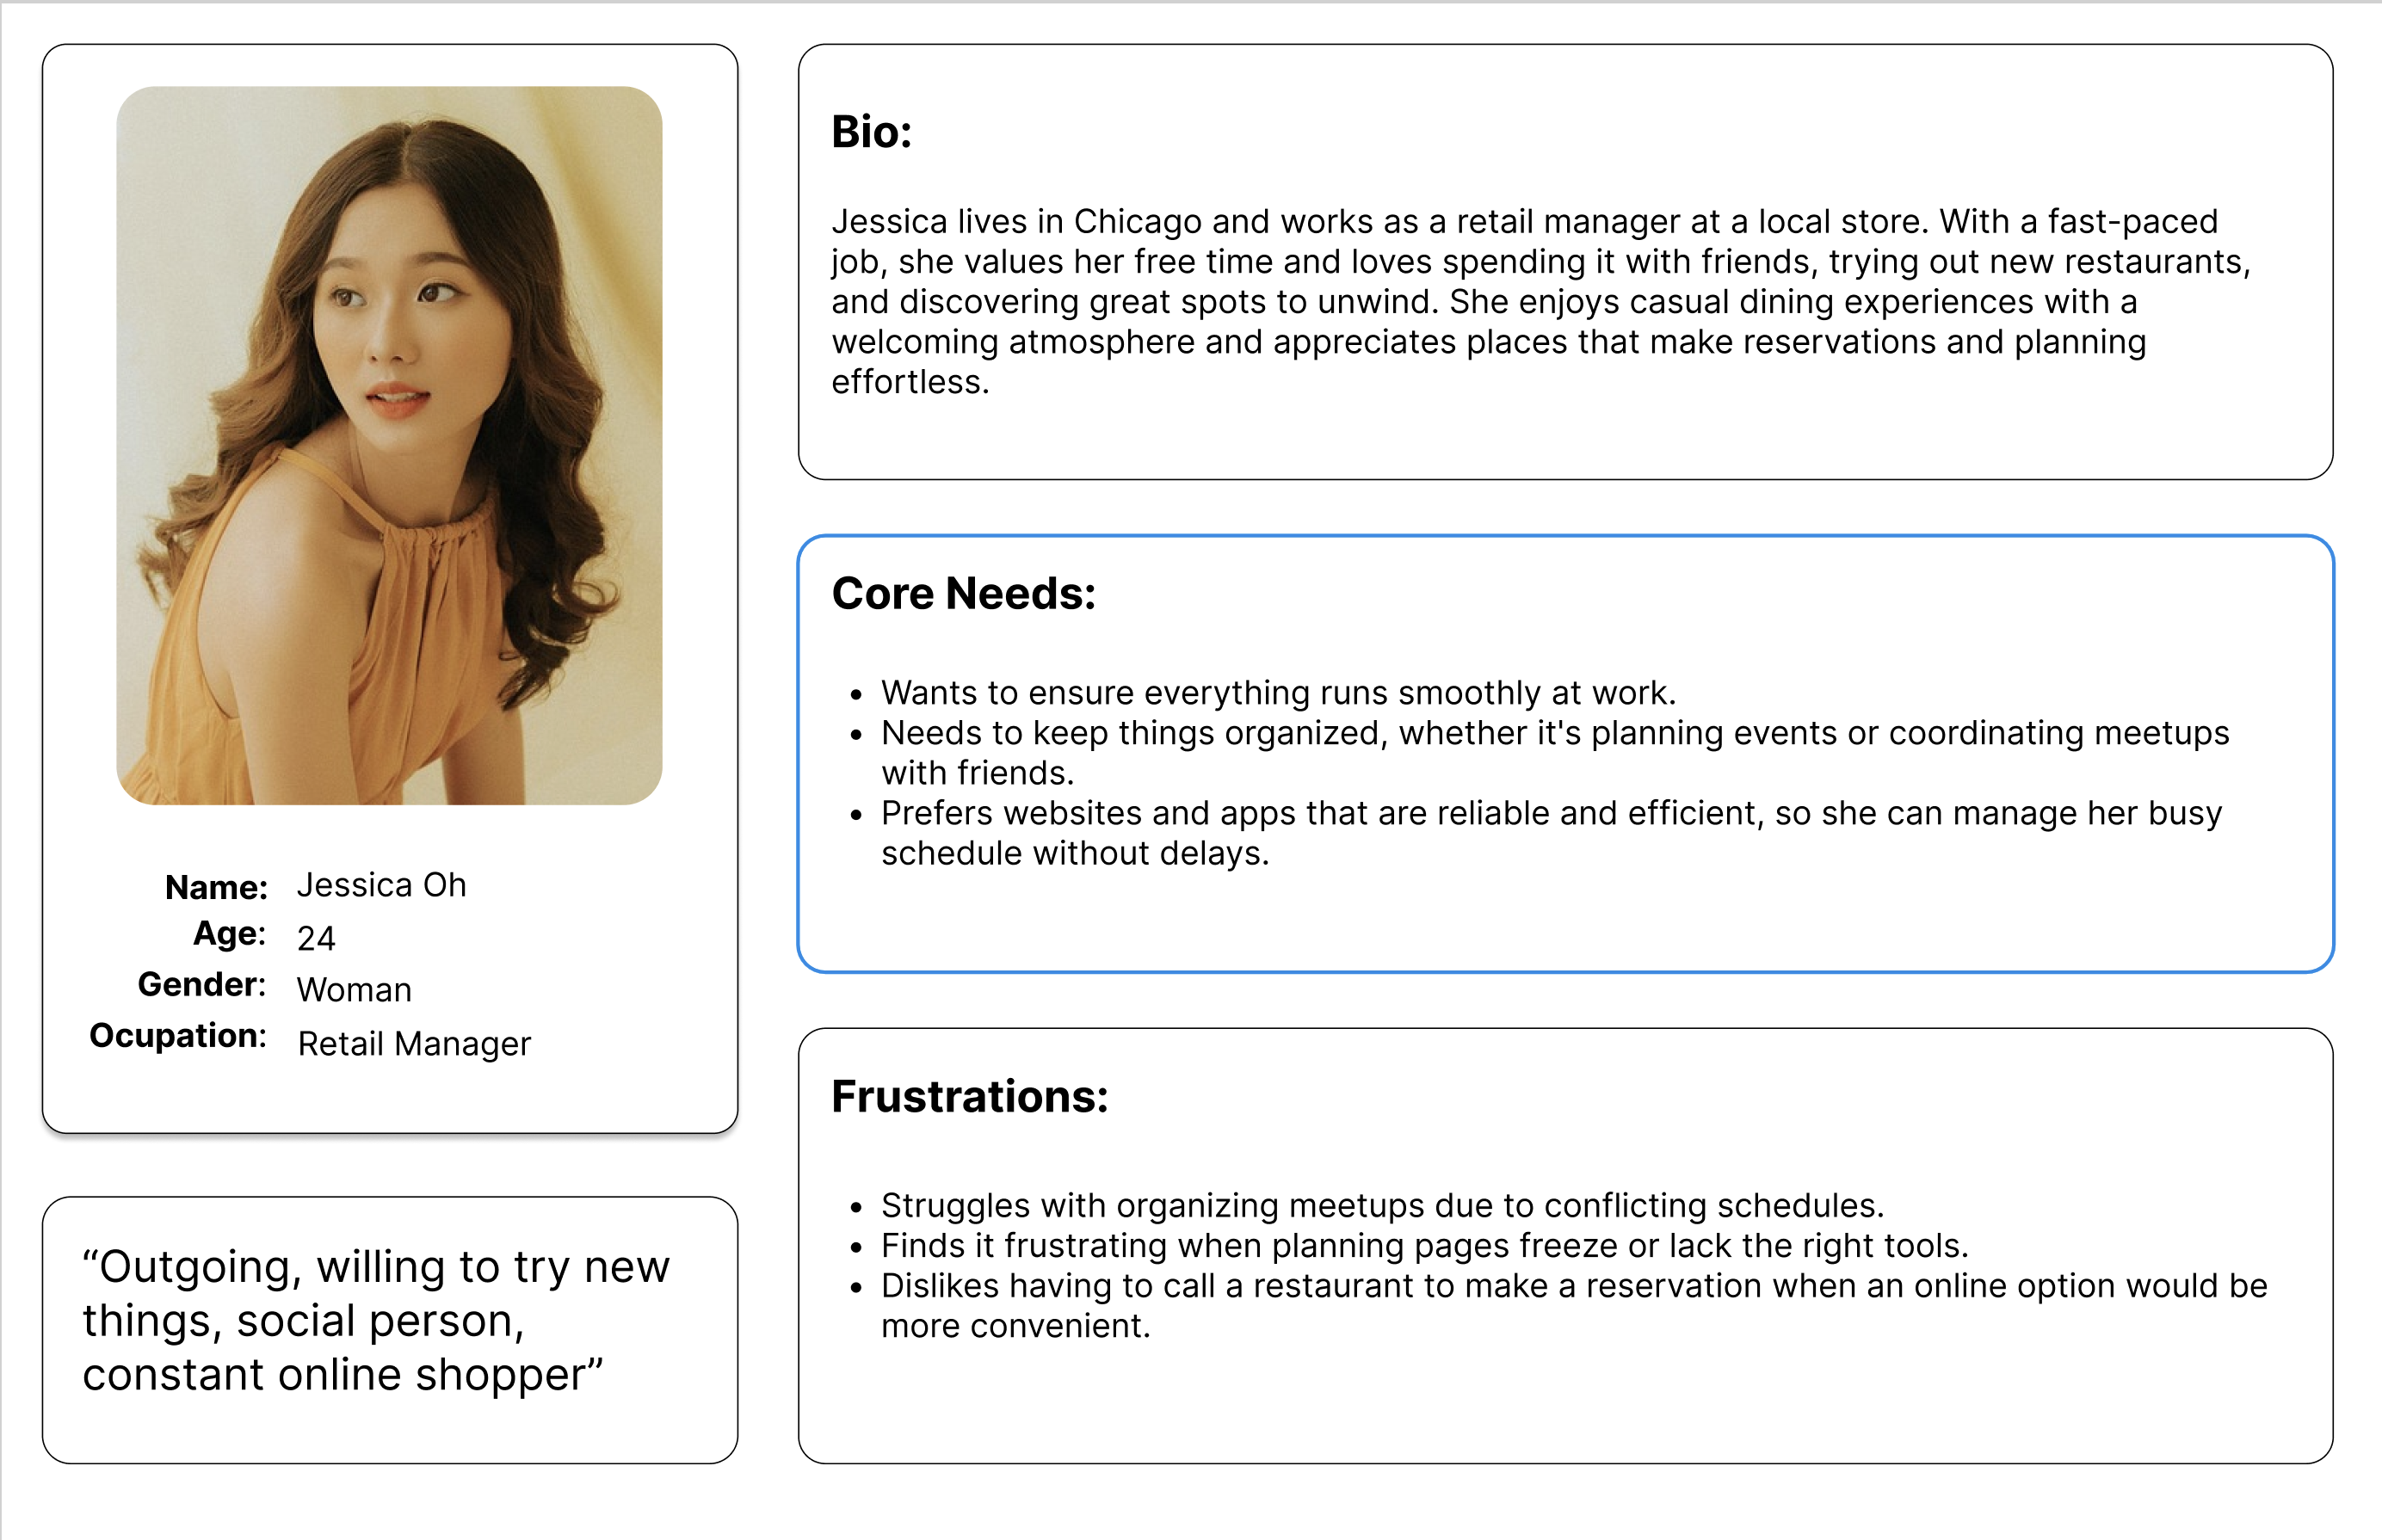 Name: Jessica Oh
Age: 24
Gender: Woman
Ocupation: Retail Manager
“Outgoing, willing to try new
things, social person,
constant online shopper”
Bio:
Jessica lives in Chicago and works as a retail manager at a local store. With a fast-paced
job, she values her free time and loves spending it with friends, trying out new restaurants,
and discovering great spots to unwind. She enjoys casual dining experiences with a
welcoming atmosphere and appreciates places that make reservations and planning
effortless.
Core Needs:
• Wants to ensure everything runs smoothly at work.
• Needs to keep things organized, whether it's planning events or coordinating meetups
with friends.
• Prefers websites and apps that are reliable and efficient, so she can manage her busy
schedule without delays.
Frustrations:
• Struggles with organizing meetups due to conflicting schedules.
• Finds it frustrating when planning pages freeze or lack the right tools.
• Dislikes having to call a restaurant to make a reservation when an online option would be
more convenient.